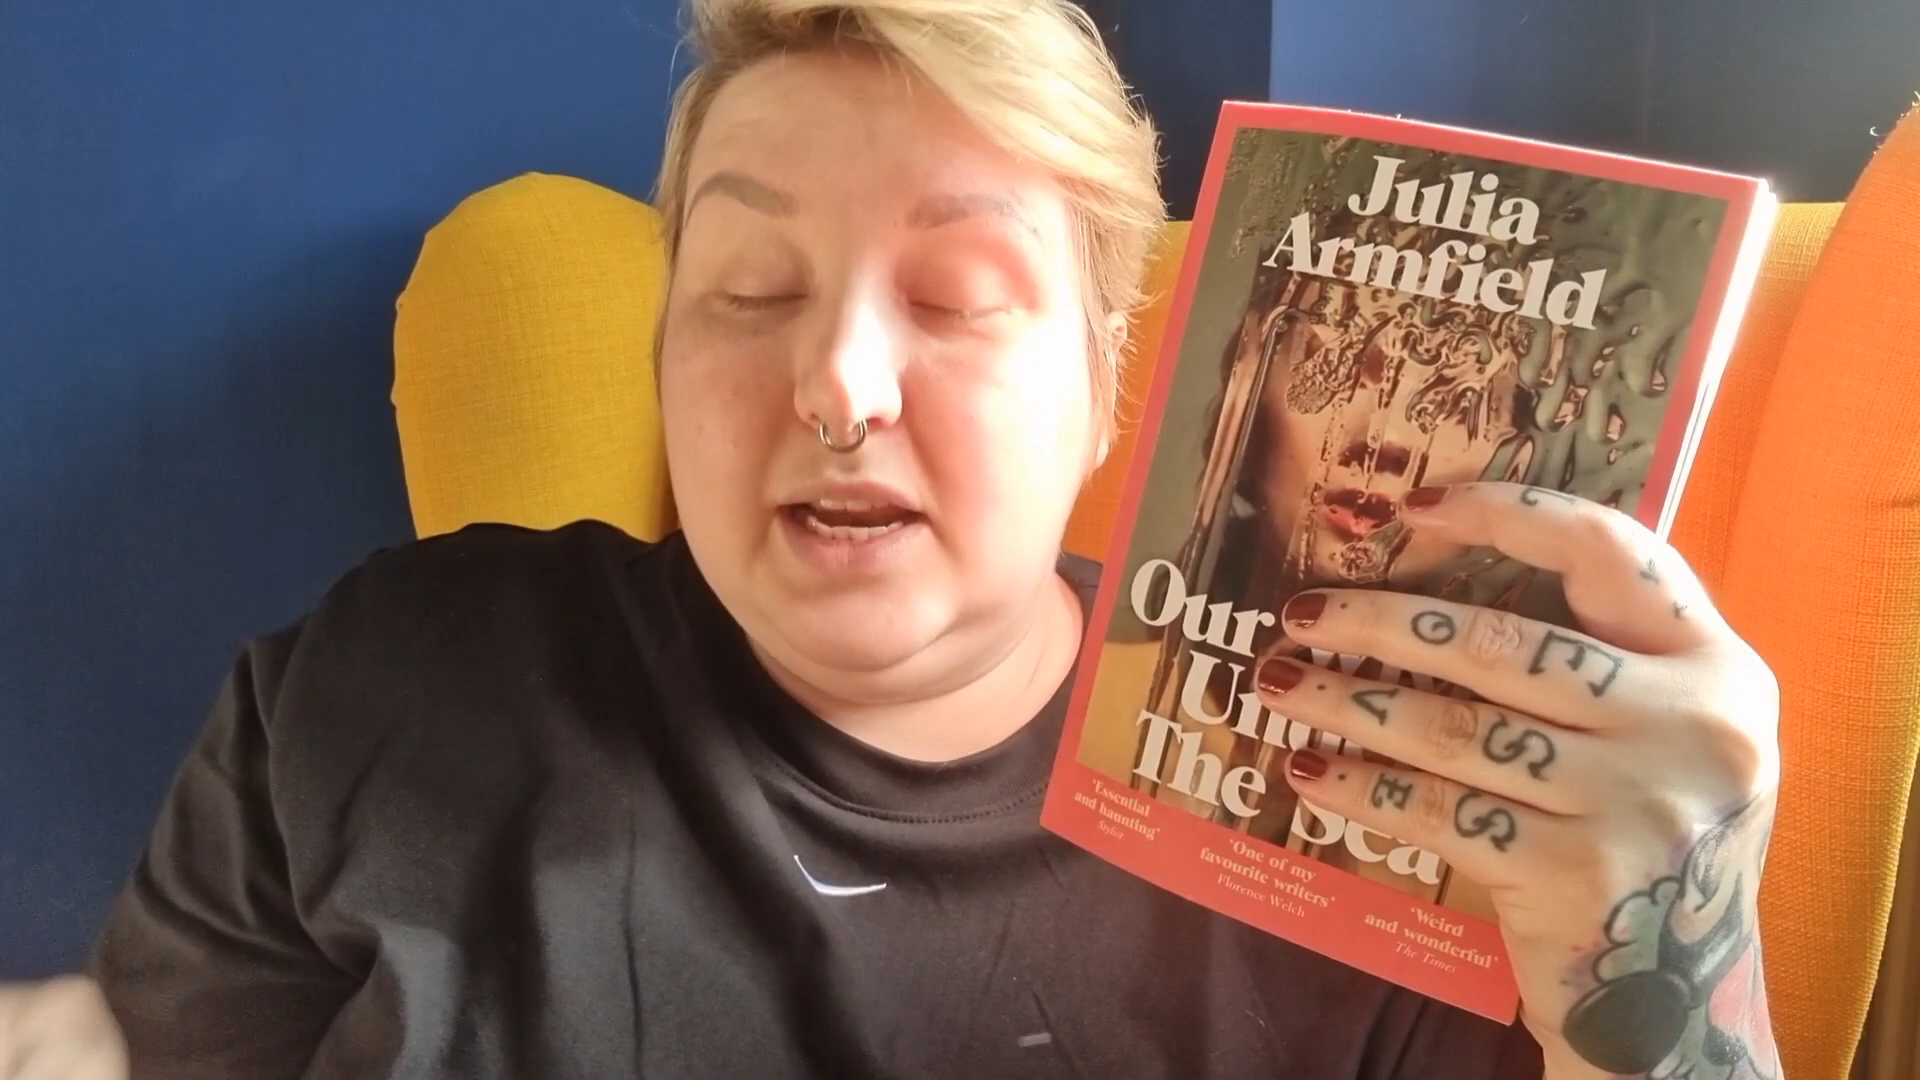 Julia
Armfield
Our
The Sea
'Essential
and haunting'
Stylist
'One of my
favourite writers'
Florence Welch
'Weird
and wonderful'
The Times
O E
V S
E S